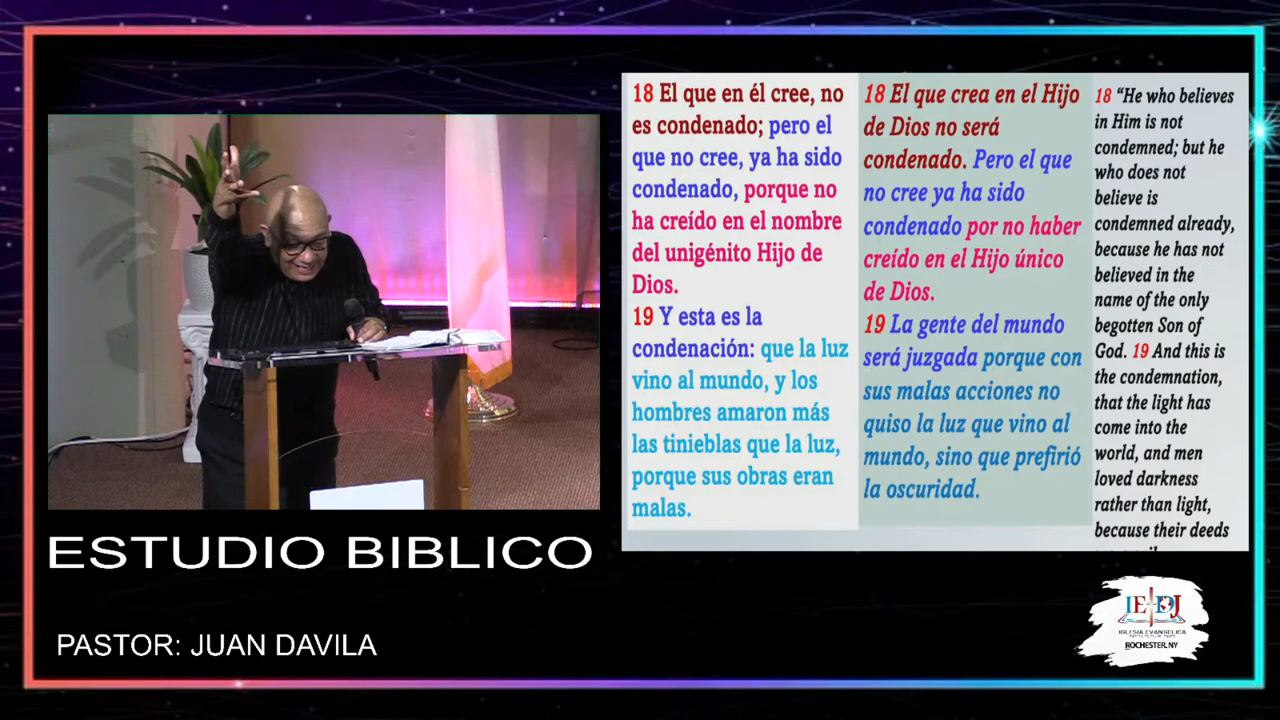 18 El que en él cree, no
es condenado; pero el
que no cree, ya ha sido
condenado, porque no
ha creído en el nombre
del unigénito Hijo de
Dios.
19 Y esta es la
condenación: que la luz
vino al mundo, y los
hombres amaron más
las tinieblas que la luz,
porque sus obras eran
malas.
18 El que crea en el Hijo
de Dios no será
condenado. Pero el que
no cree ya ha sido
condenado por no haber
creído en el Hijo único
de Dios.
19 La gente del mundo
será juzgada porque con
sus malas acciones no
quiso la luz que vino al
mundo, sino que prefirió
la oscuridad.
18 “He who believes
in Him is not
condemned; but he
who does not
believe is
condemned already,
because he has not
believed in the
name of the only
begotten Son of
God. 19 And this is
the condemnation,
that the light has
come into the
world, and men
loved darkness
rather than light,
because their deeds
ESTUDIO BIBLICO
PASTOR: JUAN DAVILA
IGLESIA EVANGELICA
ROCHESTER, NY